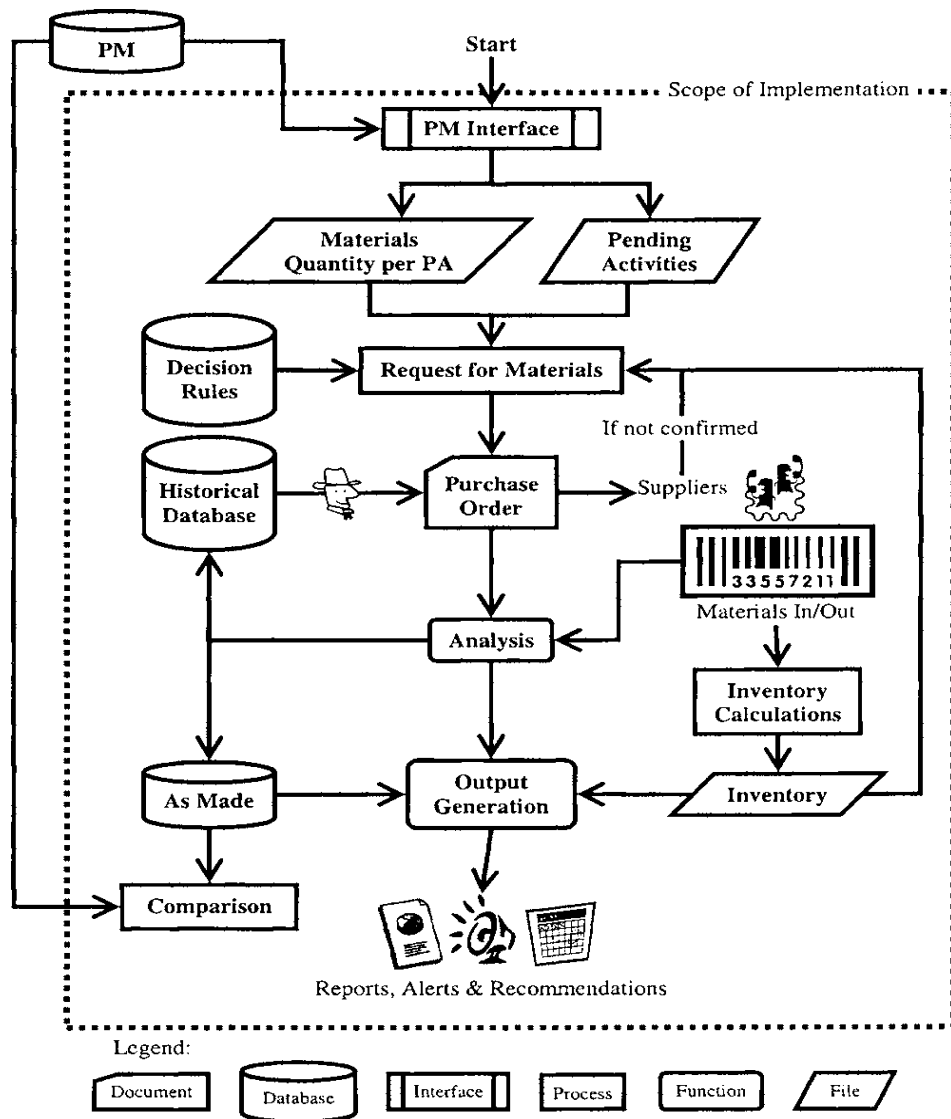 PM
Start
Scope of Implementation
PM Interface
Materials
Quantity per PA
Pending
Activities
Decision
Rules
Request for Materials
If not confirmed
Historical
Database
Purchase
Order
Suppliers
33557211
Materials In/Out
Analysis
Inventory
Calculations
As Made
Output
Generation
Inventory
Comparison
Reports, Alerts & Recommendations
Legend:
Document
Database
Interface
Process
Function
File